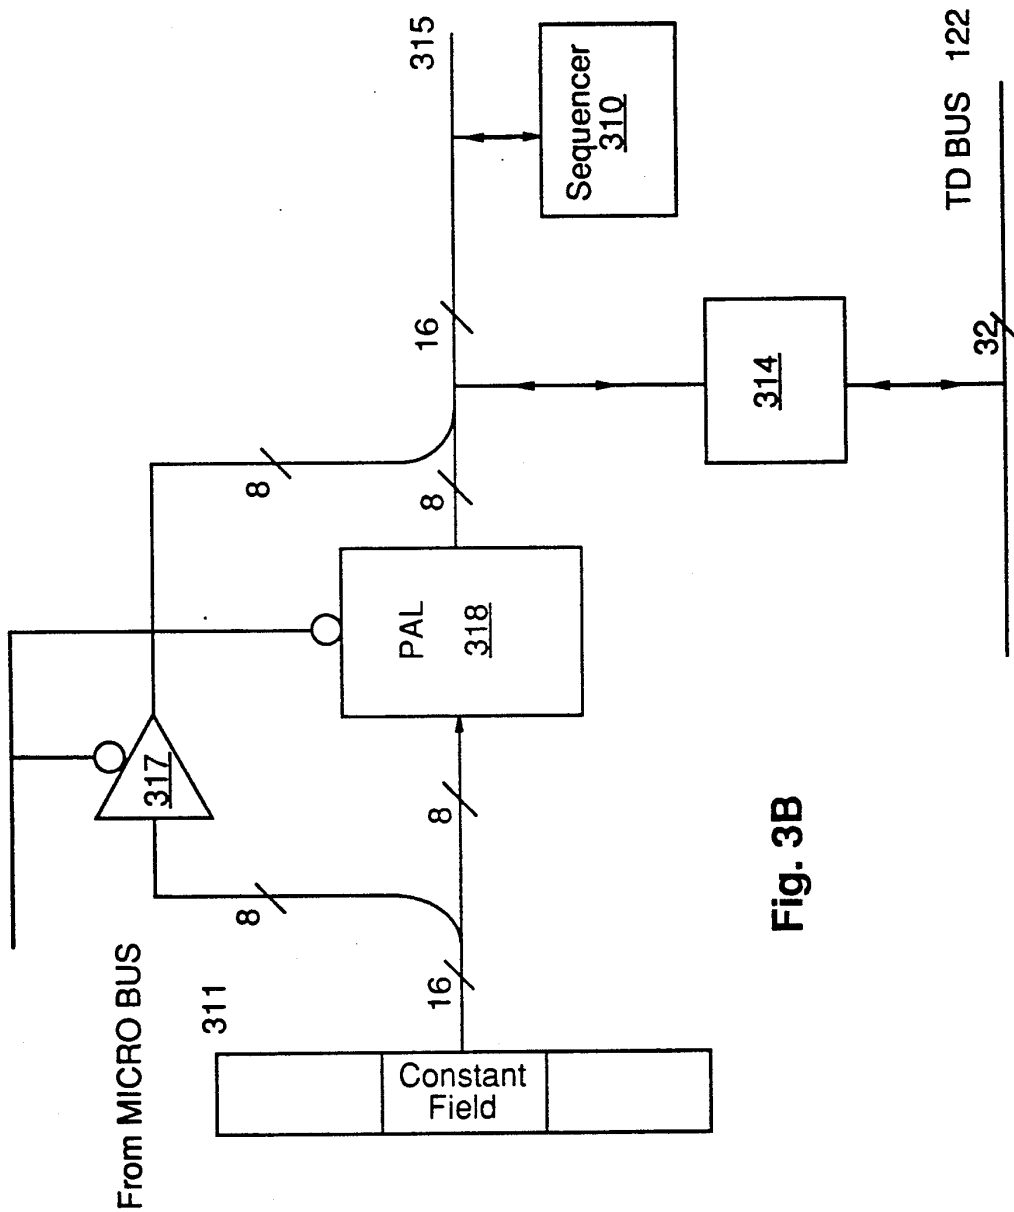 From MICRO BUS
311
Constant
Field
16
8
8
317
PAL
318
8
8
16
315
Sequencer
310
314
32
TD BUS 122
Fig. 3B